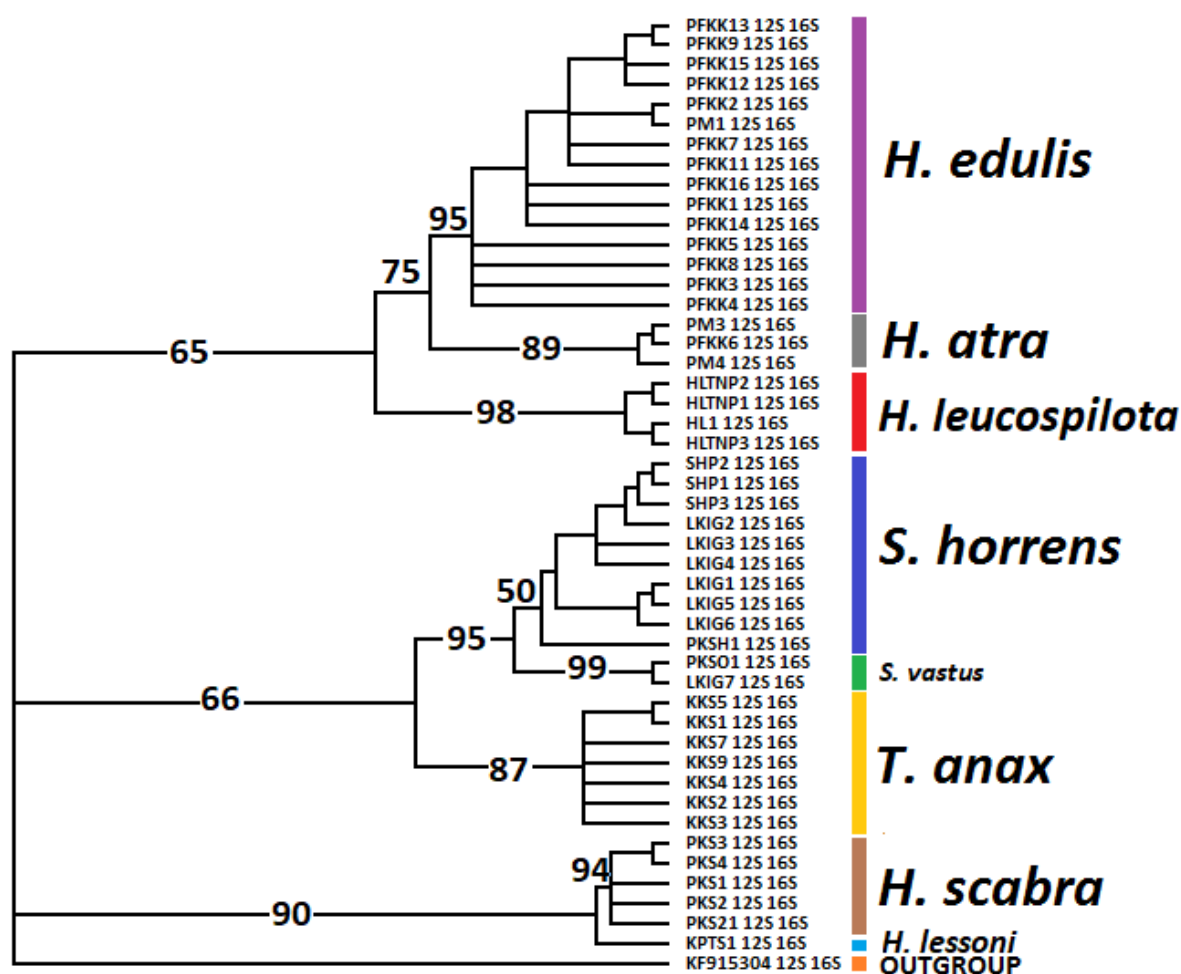 PFKK13 12S 16S
PFKK9 12S 16S
PFKK15 12S 16S
PFKK12 12S 16S
PFKK2 12S 16S
PM1 12S 16S
PFKK7 12S 16S
PFKK11 12S 16S
PFKK16 12S 16S
PFKK1 12S 16S
PFKK14 12S 16S
PFKK5 12S 16S
PFKK8 12S 16S
PFKK3 12S 16S
PFKK4 12S 16S
H. edulis
95
75
PM3 12S 16S
PFKK6 12S 16S
PM4 12S 16S
H. atra
89
65
HLTNP2 12S 16S
HLTNP1 12S 16S
HL1 12S 16S
HLTNP3 12S 16S
H. leucospilota
98
SHP2 12S 16S
SHP1 12S 16S
SHP3 12S 16S
LKIG2 12S 16S
LKIG3 12S 16S
LKIG4 12S 16S
LKIG1 12S 16S
LKIG5 12S 16S
LKIG6 12S 16S
PKSH1 12S 16S
S. horrens
50
95
PKSO1 12S 16S
LKIG7 12S 16S
S. vastus
99
66
KKS5 12S 16S
KKS1 12S 16S
KKS7 12S 16S
KKS9 12S 16S
KKS4 12S 16S
KKS2 12S 16S
KKS3 12S 16S
T. anax
87
PKS3 12S 16S
PKS4 12S 16S
PKS1 12S 16S
PKS2 12S 16S
PKS21 12S 16S
H. scabra
94
90
KPTS1 12S 16S
H. lessoni
KF915304 12S 16S
OUTGROUP